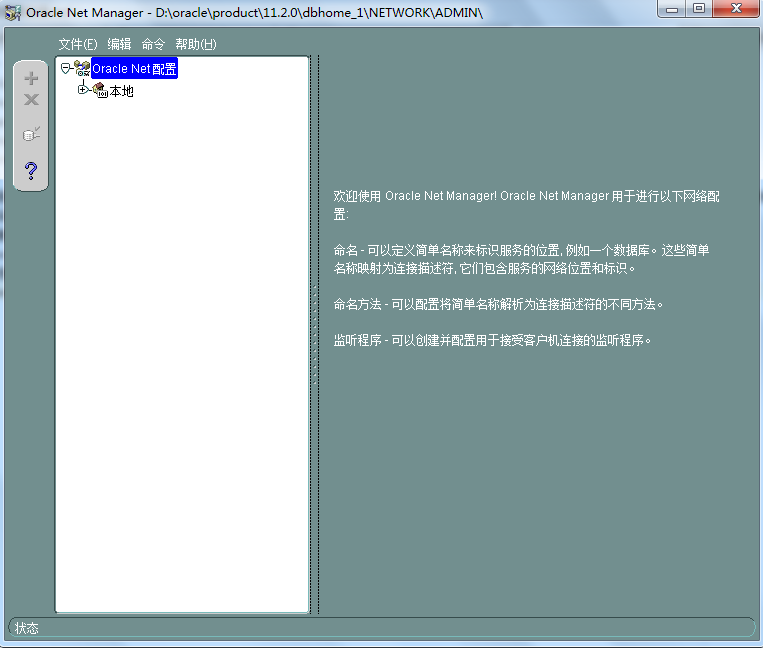 Oracle Net Manager - D:\oracle\product\11.2.0\dbhome_1\NETWORK\ADMIN\
文件(F) 编辑 命令 帮助(H)
Oracle Net 配置
本地
欢迎使用 Oracle Net Manager! Oracle Net Manager 用于进行以下网络配
置:
命名 - 可以定义简单名称来标识服务的位置, 例如一个数据库。这些简单
名称映射为连接描述符, 它们包含服务的网络位置和标识。
命名方法 - 可以配置将简单名称解析为连接描述符的不同方法。
监听程序 - 可以创建并配置用于接受客户机连接的监听程序。
状态